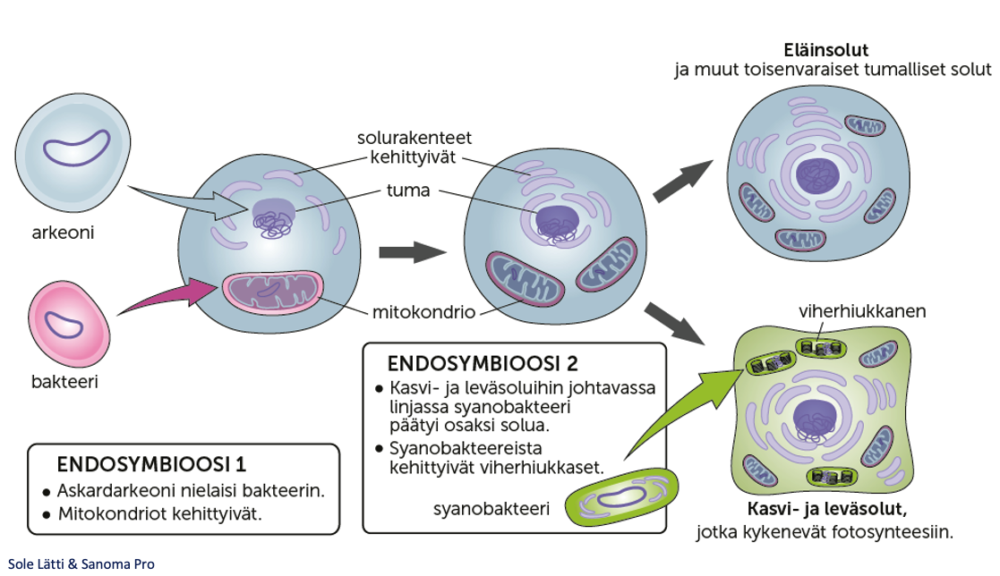 Eläinsolut
ja muut toisenvaraiset tumalliset solut
solurakenteet
kehittyivät
tuma
arkeoni
mitokondrio
bakteeri
viherhiukkanen
ENDOSYMBIOOSI 1
• Askardarkeoni nielaisi bakteerin.
• Mitokondriot kehittyivät.
ENDOSYMBIOOSI 2
• Kasvi- ja leväsoluihin johtavassa
linjassa syanobakteeri
päätyi osaksi solua.
• Syanobakteereista
kehittyivät viherhiukkaset.
syanobakteeri
Kasvi- ja leväsolut,
jotka kykenevät fotosynteesiin.
Sole Lätti & Sanoma Pro